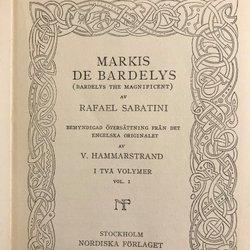 MARKIS
DE BARDELYS
(BARDELYS THE MAGNIFICENT)
AV
RAFAEL SABATINI
BEMYNDIGAD ÖVERSÄTTNING FRÅN DET
ENGELSKA ORIGINALET
AV
V. HAMMARSTRAND
I TVÅ VOLYMER
VOL. I
NF
STOCKHOLM
NORDISKA FÖRLAGET